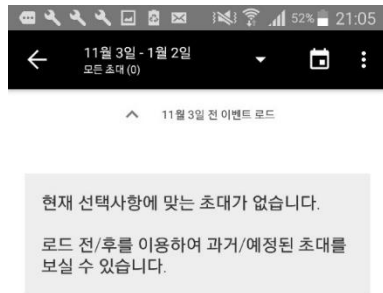 52% 21:05
11월 3일 - 1월 2일
모든 초대 (0)
11월 3일 전 이벤트 로드
현재 선택사항에 맞는 초대가 없습니다.
로드 전/후를 이용하여 과거/예정된 초대를
보실 수 있습니다.